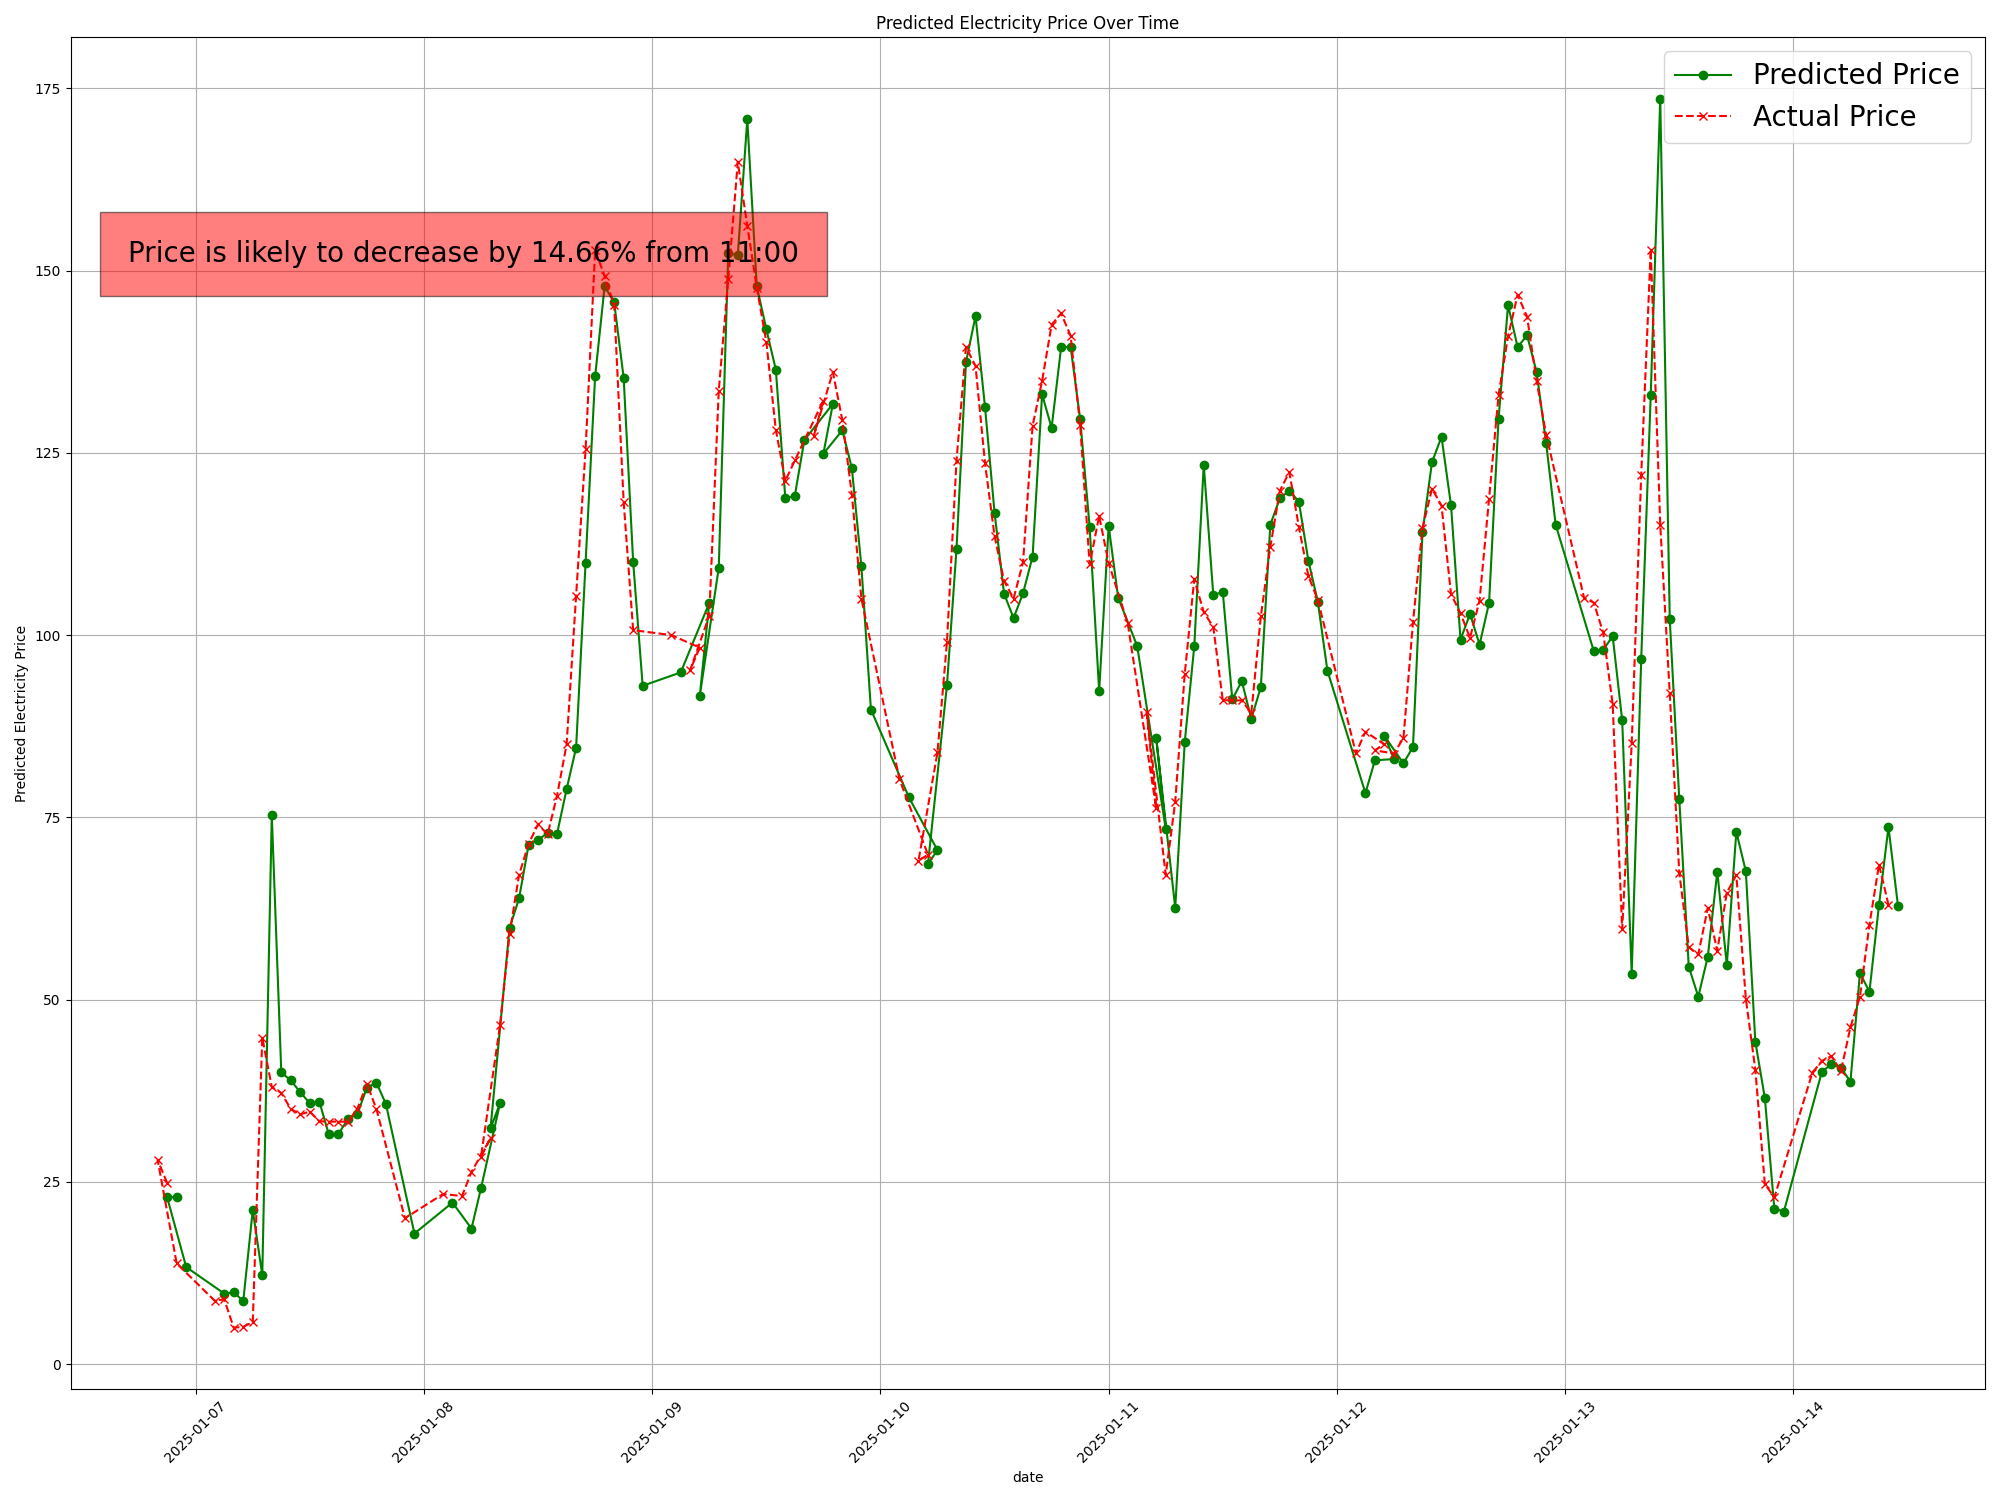 Predicted Electricity Price Over Time
Predicted Price
Actual Price
Price is likely to decrease by 14.66% from 11:00
Predicted Electricity Price
175
150
125
100
75
50
25
0
2025-01-07
2025-01-08
2025-01-09
2025-01-10
2025-01-11
2025-01-12
2025-01-13
2025-01-14
date